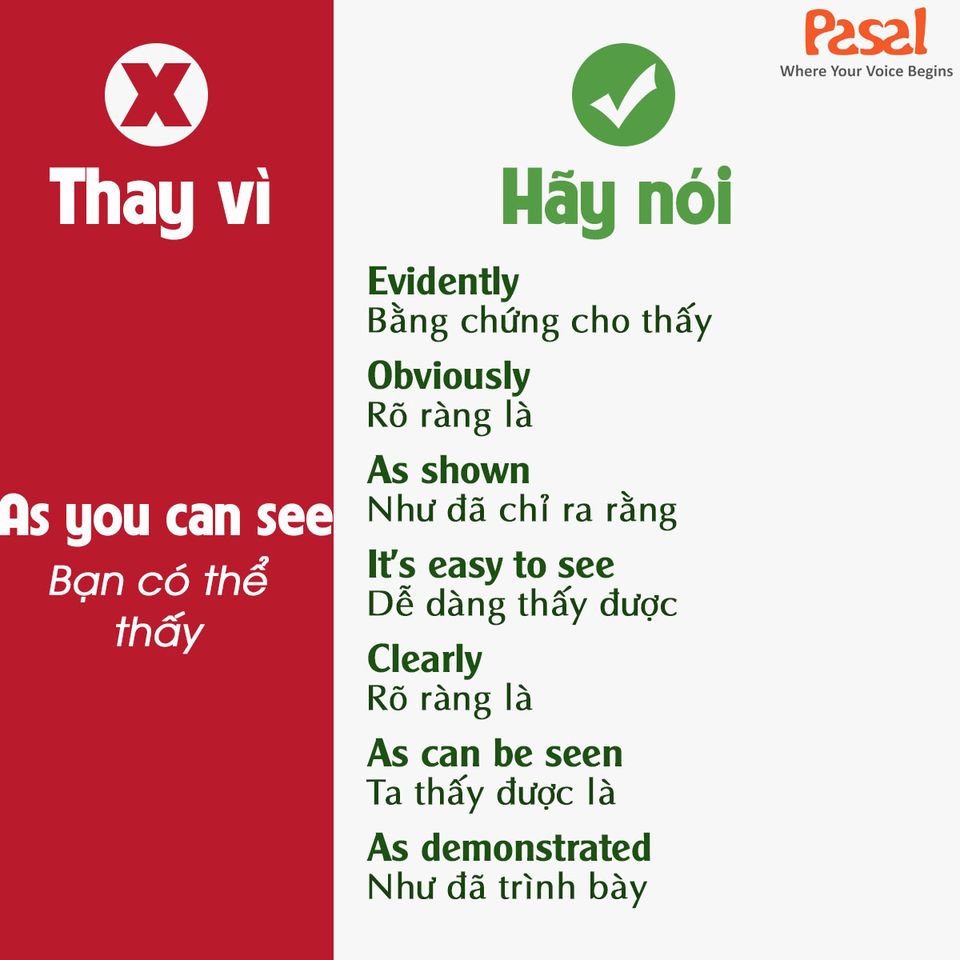 Pasal
Where Your Voice Begins
X
Thay vì
As you can see
Bạn có thể
thấy
Hãy nói
Evidently
Bằng chứng cho thấy
Obviously
Rõ ràng là
As shown
Như đã chỉ ra rằng
It's easy to see
Dễ dàng thấy được
Clearly
Rõ ràng là
As can be seen
Ta thấy được là
As demonstrated
Như đã trình bày